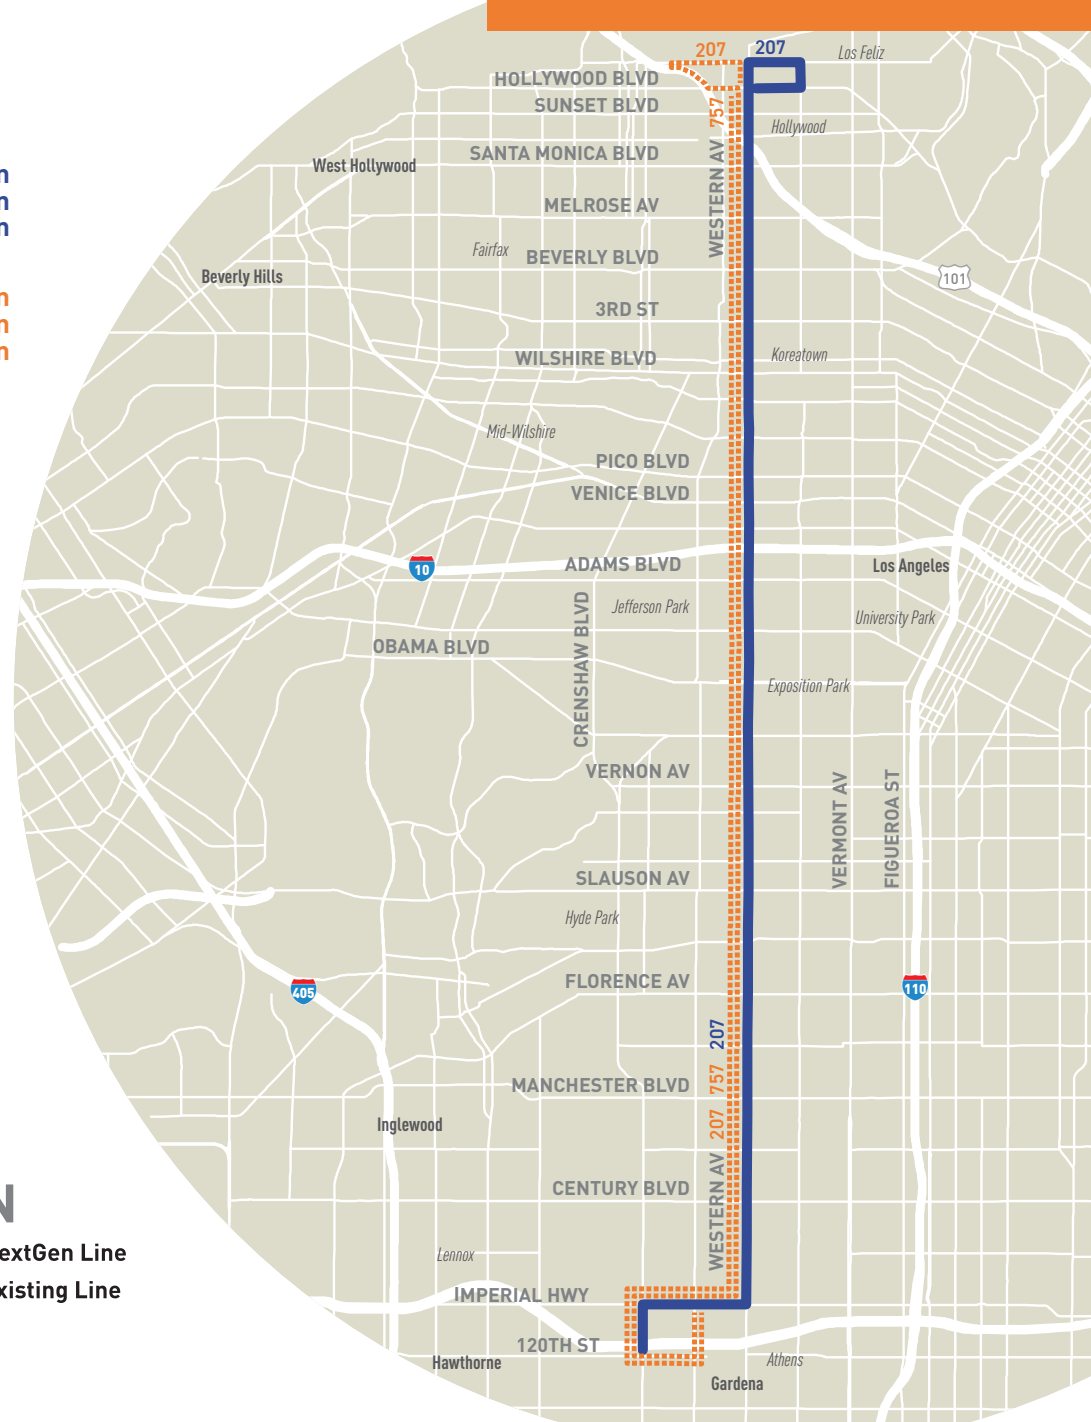 207
207
Los Feliz
HOLLYWOOD BLVD
SUNSET BLVD
757
Hollywood
SANTA MONICA BLVD
West Hollywood
WESTERN AV
MELROSE AV
Fairfax
BEVERLY BLVD
Beverly Hills
101
3RD ST
WILSHIRE BLVD
Koreatown
Mid-Wilshire
PICO BLVD
VENICE BLVD
10
ADAMS BLVD
Los Angeles
Jefferson Park
University Park
OBAMA BLVD
CRENSHAW BLVD
Exposition Park
VERNON AV
VERMONT AV
FIGUEROA ST
SLAUSON AV
Hyde Park
FLORENCE AV
405
110
207
757
207
MANCHESTER BLVD
Inglewood
CENTURY BLVD
WESTERN AV
N
extGen Line
Lennox
xisting Line
IMPERIAL HWY
120TH ST
Hawthorne
Athens
Gardena
n
n
n
n
n
n